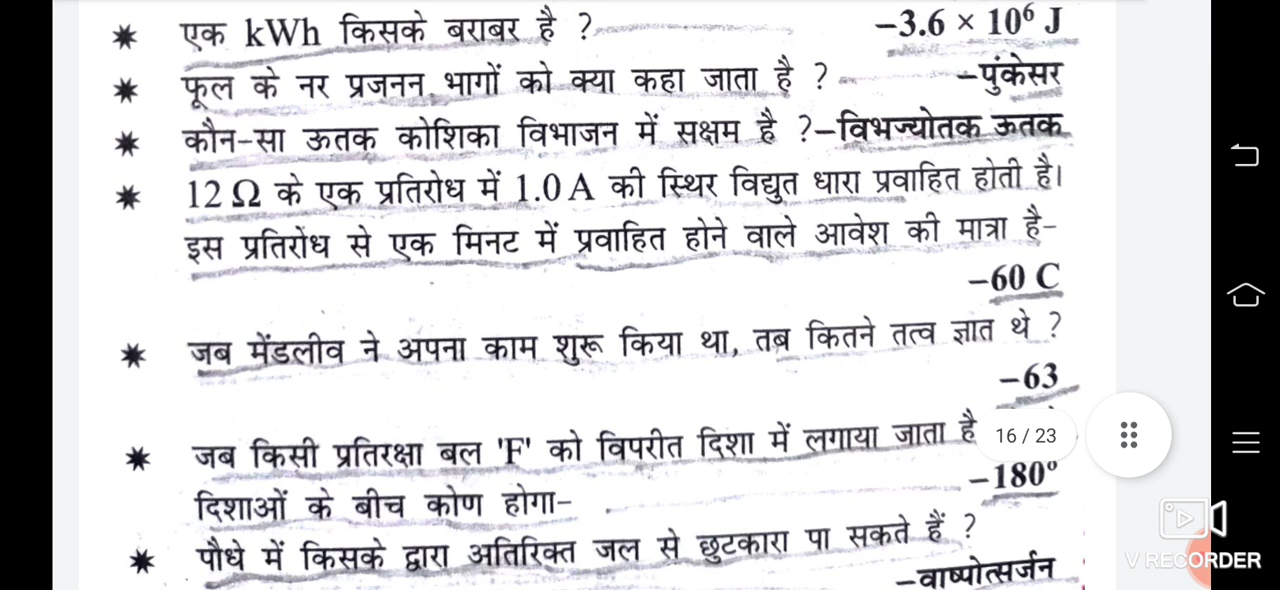 ✷ एक kWh किसके बराबर है ? –3.6 × 10⁶ J
✷ फूल के नर प्रजनन भागों को क्या कहा जाता है ? –पुंकेसर
✷ कौन-सा ऊतक कोशिका विभाजन में सक्षम है ?–विभज्योतक ऊतक
✷ 12 Ω के एक प्रतिरोध में 1.0 A की स्थिर विद्युत धारा प्रवाहित होती है।
इस प्रतिरोध से एक मिनट में प्रवाहित होने वाले आवेश की मात्रा है–
–60 C
✷ जब मेंडलीव ने अपना काम शुरू किया था, तब कितने तत्व ज्ञात थे ?
–63
✷ जब किसी प्रतिरक्षा बल 'F' को विपरीत दिशा में लगाया जाता है
16 / 23
दिशाओं के बीच कोण होगा– –180°
✷ पौधे में किसके द्वारा अतिरिक्त जल से छुटकारा पा सकते हैं ?
–वाष्पोत्सर्जन
V RECORDER